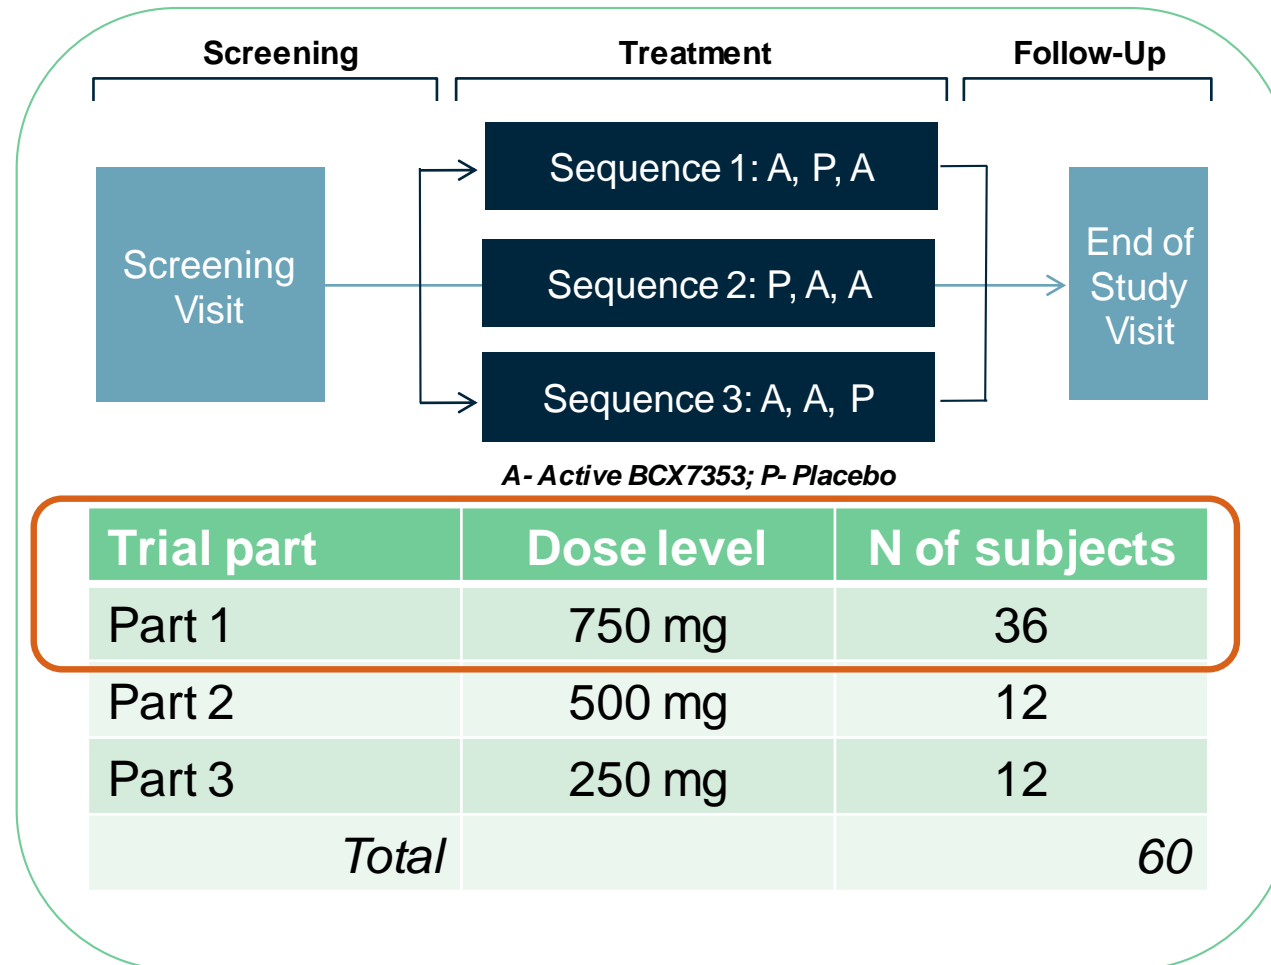 Screening
Treatment
Follow-Up
Sequence 1: A, P, A
Screening
Visit
Sequence 2: P, A, A
End of
Study
Visit
Sequence 3: A, A, P
A- Active BCX7353; P- Placebo
Trial part Dose level N of subjects
Part 1 750 mg 36
Part 2 500 mg 12
Part 3 250 mg 12
Total 60